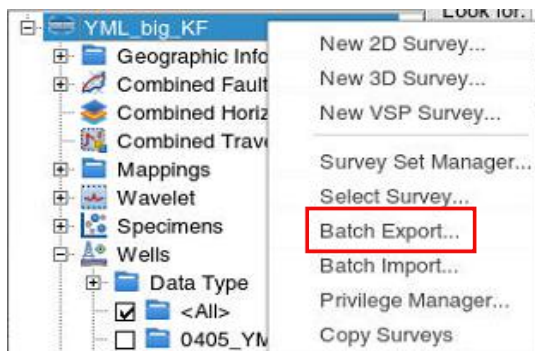 Look for:
YML_big_KF
Geographic Info
Combined Fault
Combined Horiz
Combined Trav
Mappings
Wavelet
Specimens
Wells
Data Type
<All>
0405_YM
New 2D Survey...
New 3D Survey...
New VSP Survey...
Survey Set Manager...
Select Survey...
Batch Export...
Batch Import...
Privilege Manager...
Copy Surveys